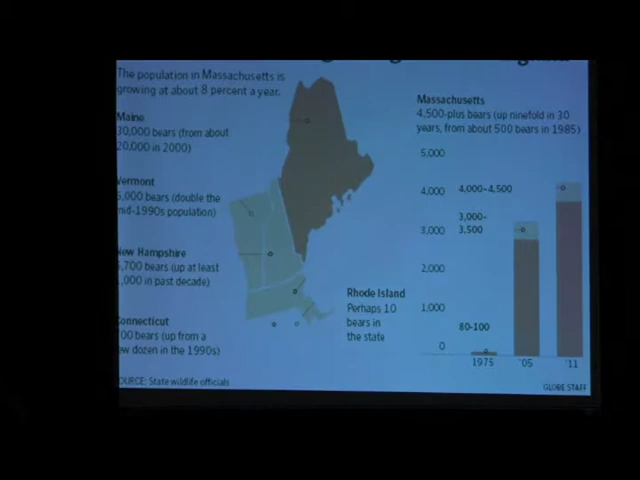 The population in Massachusetts is
growing at about 8 percent a year.
Maine
30,000 bears (from about
20,000 in 2000)
Vermont
6,000 bears (double the
mid-1990s population)
New Hampshire
,700 bears (up at least
,000 in past decade)
Connecticut
00 bears (up from a
few dozen in the 1990s)
SOURCE: State wildlife officials
Rhode Island
Perhaps 10
bears in
the state
Massachusetts
4,500-plus bears (up ninefold in 30
years, from about 500 bears in 1985)
5,000
4,000
3,000
2,000
1,000
0
4,000-4,500
3,000-
3,500
80-100
1975
'05
'11
GLOBE STAFF